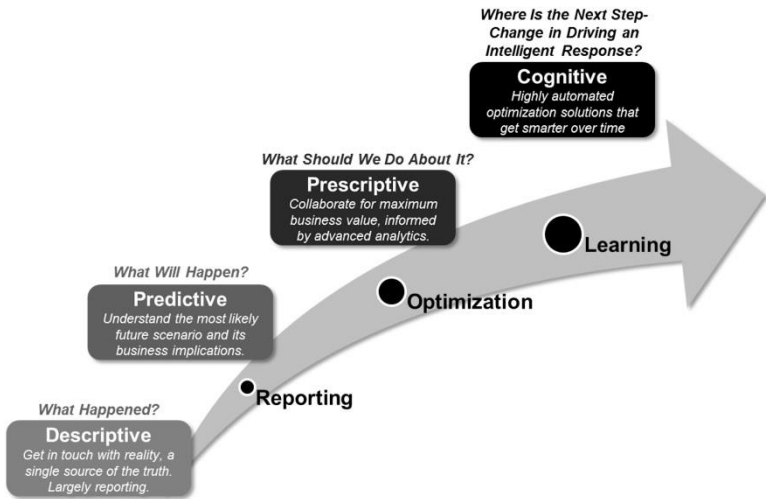 Where Is the Next Step-
Change in Driving an
Intelligent Response?
Cognitive
Highly automated
optimization solutions that
get smarter over time
What Should We Do About It?
Prescriptive
Collaborate for maximum
business value, informed
by advanced analytics.
Learning
What Will Happen?
Predictive
Understand the most likely
future scenario and its
business implications.
Optimization
Reporting
What Happened?
Descriptive
Get in touch with reality, a
single source of the truth.
Largely reporting.